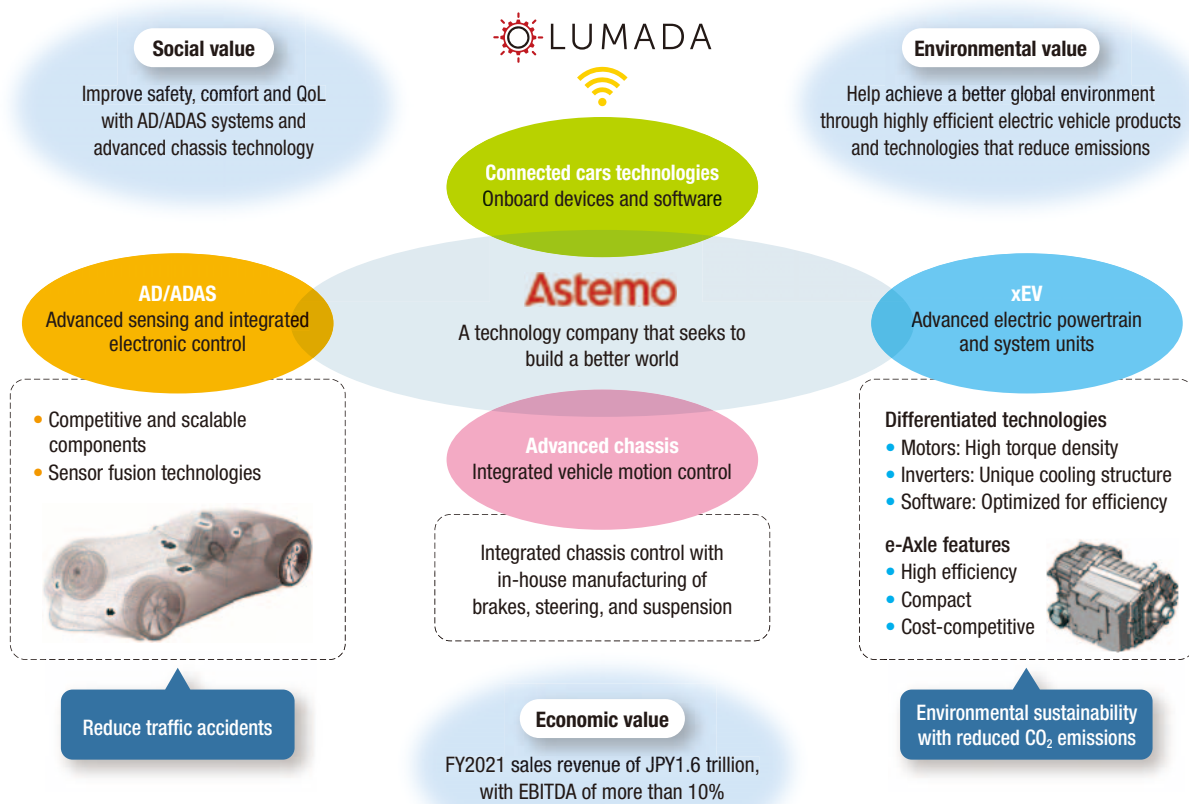 Social value
Improve safety, comfort and QoL
with AD/ADAS systems and
advanced chassis technology
LUMADA
Environmental value
Help achieve a better global environment
through highly efficient electric vehicle products
and technologies that reduce emissions
Connected cars technologies
Onboard devices and software
AD/ADAS
Advanced sensing and integrated
electronic control
Astemo
A technology company that seeks to
build a better world
xEV
Advanced electric powertrain
and system units
• Competitive and scalable
components
• Sensor fusion technologies
Advanced chassis
Integrated vehicle motion control
Integrated chassis control with
in-house manufacturing of
brakes, steering, and suspension
Differentiated technologies
• Motors: High torque density
• Inverters: Unique cooling structure
• Software: Optimized for efficiency
e-Axle features
• High efficiency
• Compact
• Cost-competitive
Reduce traffic accidents
Economic value
FY2021 sales revenue of JPY1.6 trillion,
with EBITDA of more than 10%
Environmental sustainability
with reduced CO₂ emissions